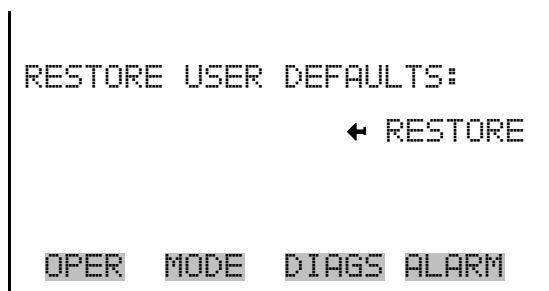 RESTORE USER DEFAULTS:
← RESTORE
OPER MODE DIAGS ALARM